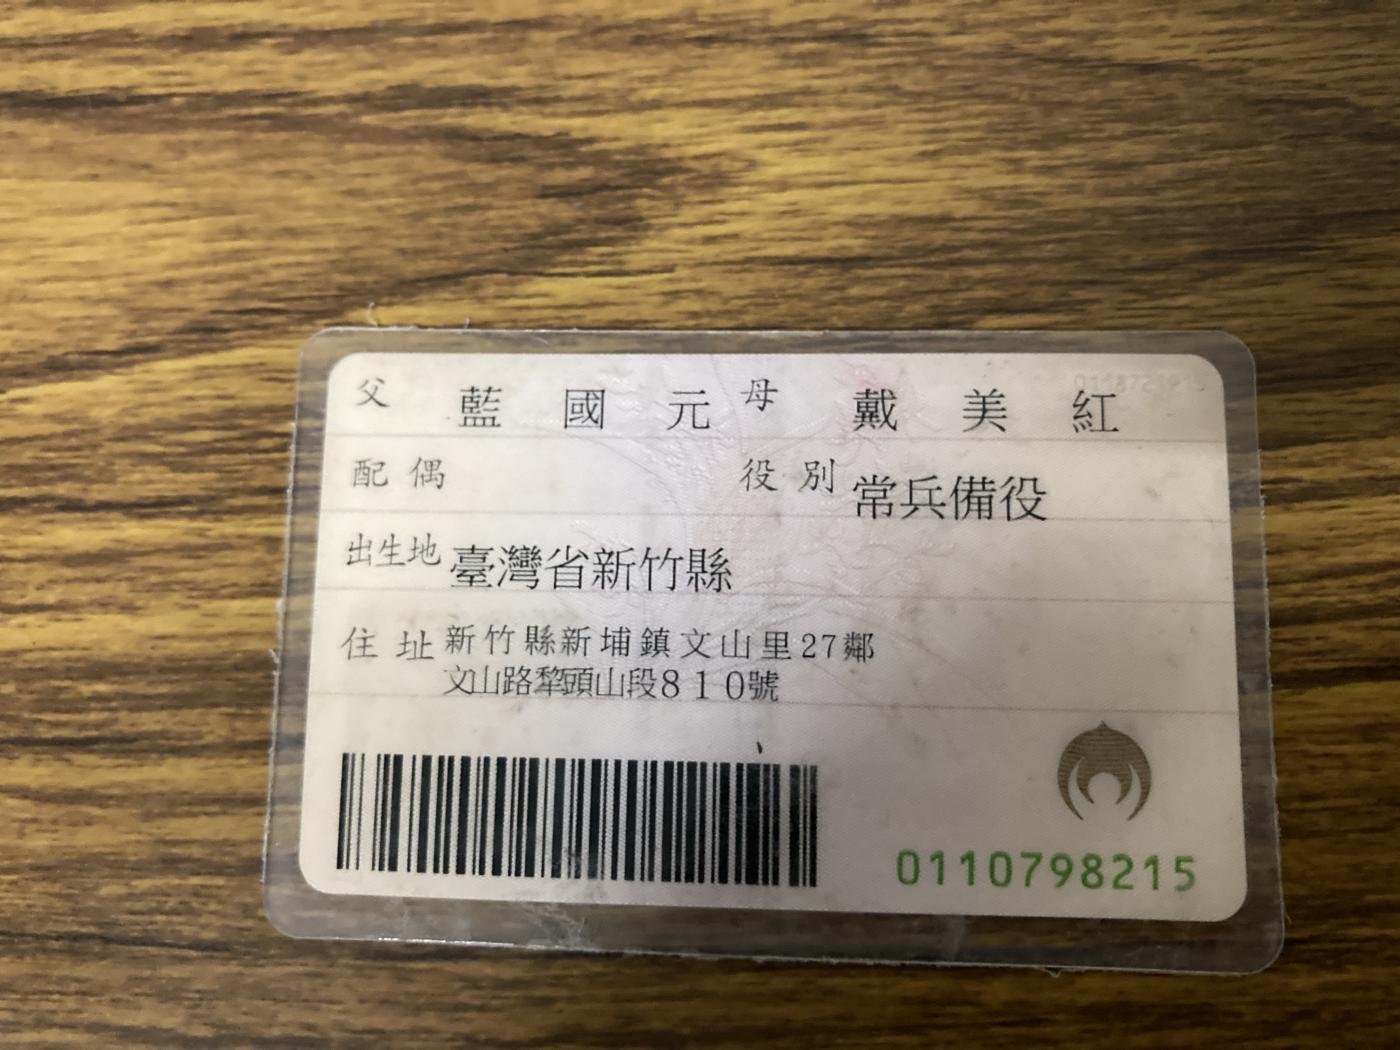 父 藍國元 母 戴美紅
配偶 役別 常兵備役
出生地 臺灣省新竹縣
住址 新竹縣新埔鎮文山里27鄰
文山路犂頭山段810號
0110798215